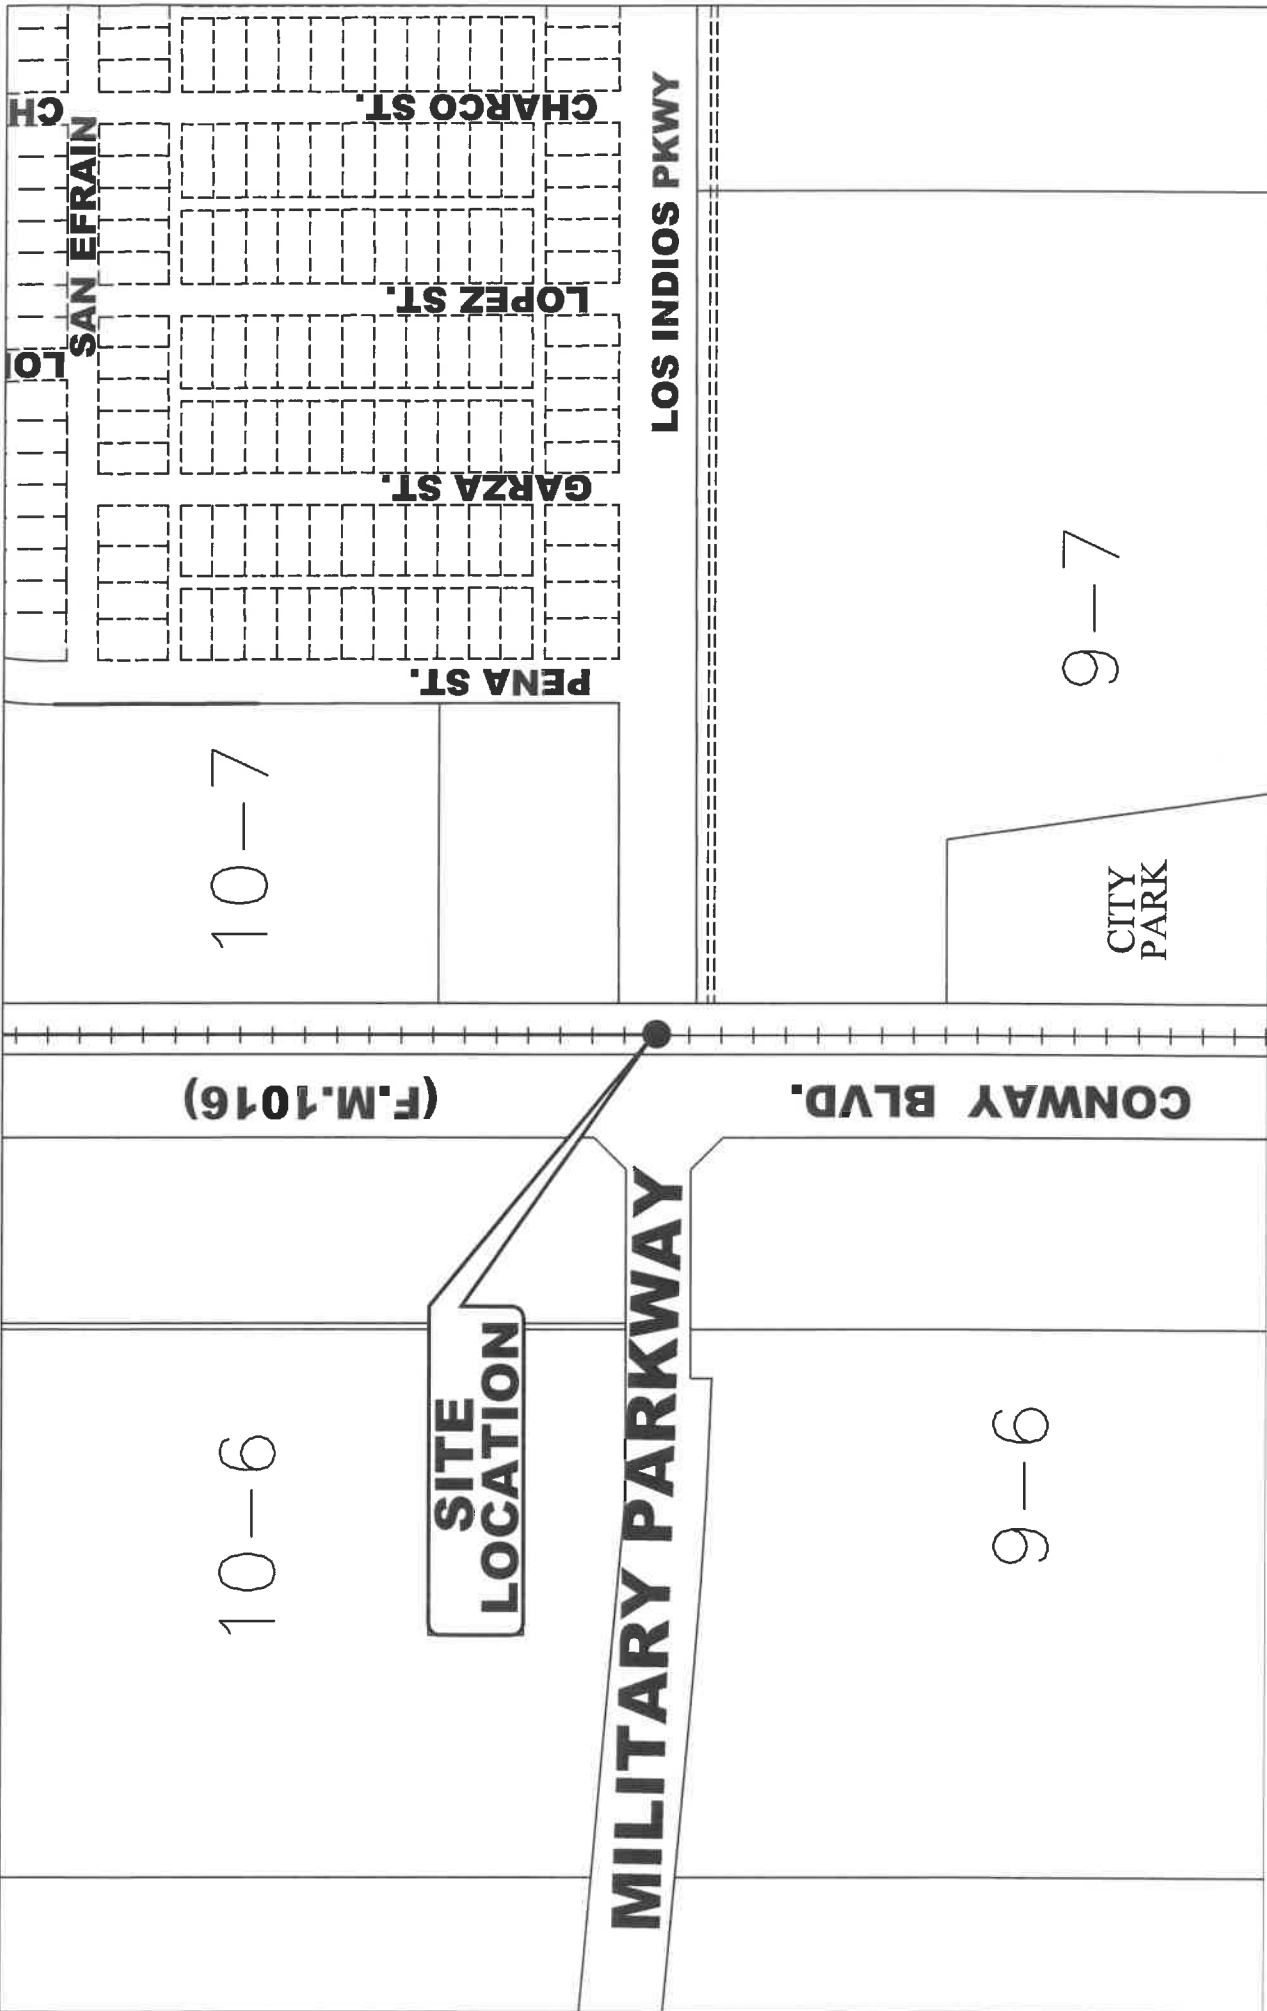 CH
CHARCO ST.
SAN EFRAIN
LOS INDIOS PKWY
LOPEZ ST.
LO
GARZA ST.
PENA ST.
10-7
9-7
CITY
PARK
(F.M.1016)
CONWAY BLVD.
SITE
LOCATION
MILITARY PARKWAY
10-6
9-6